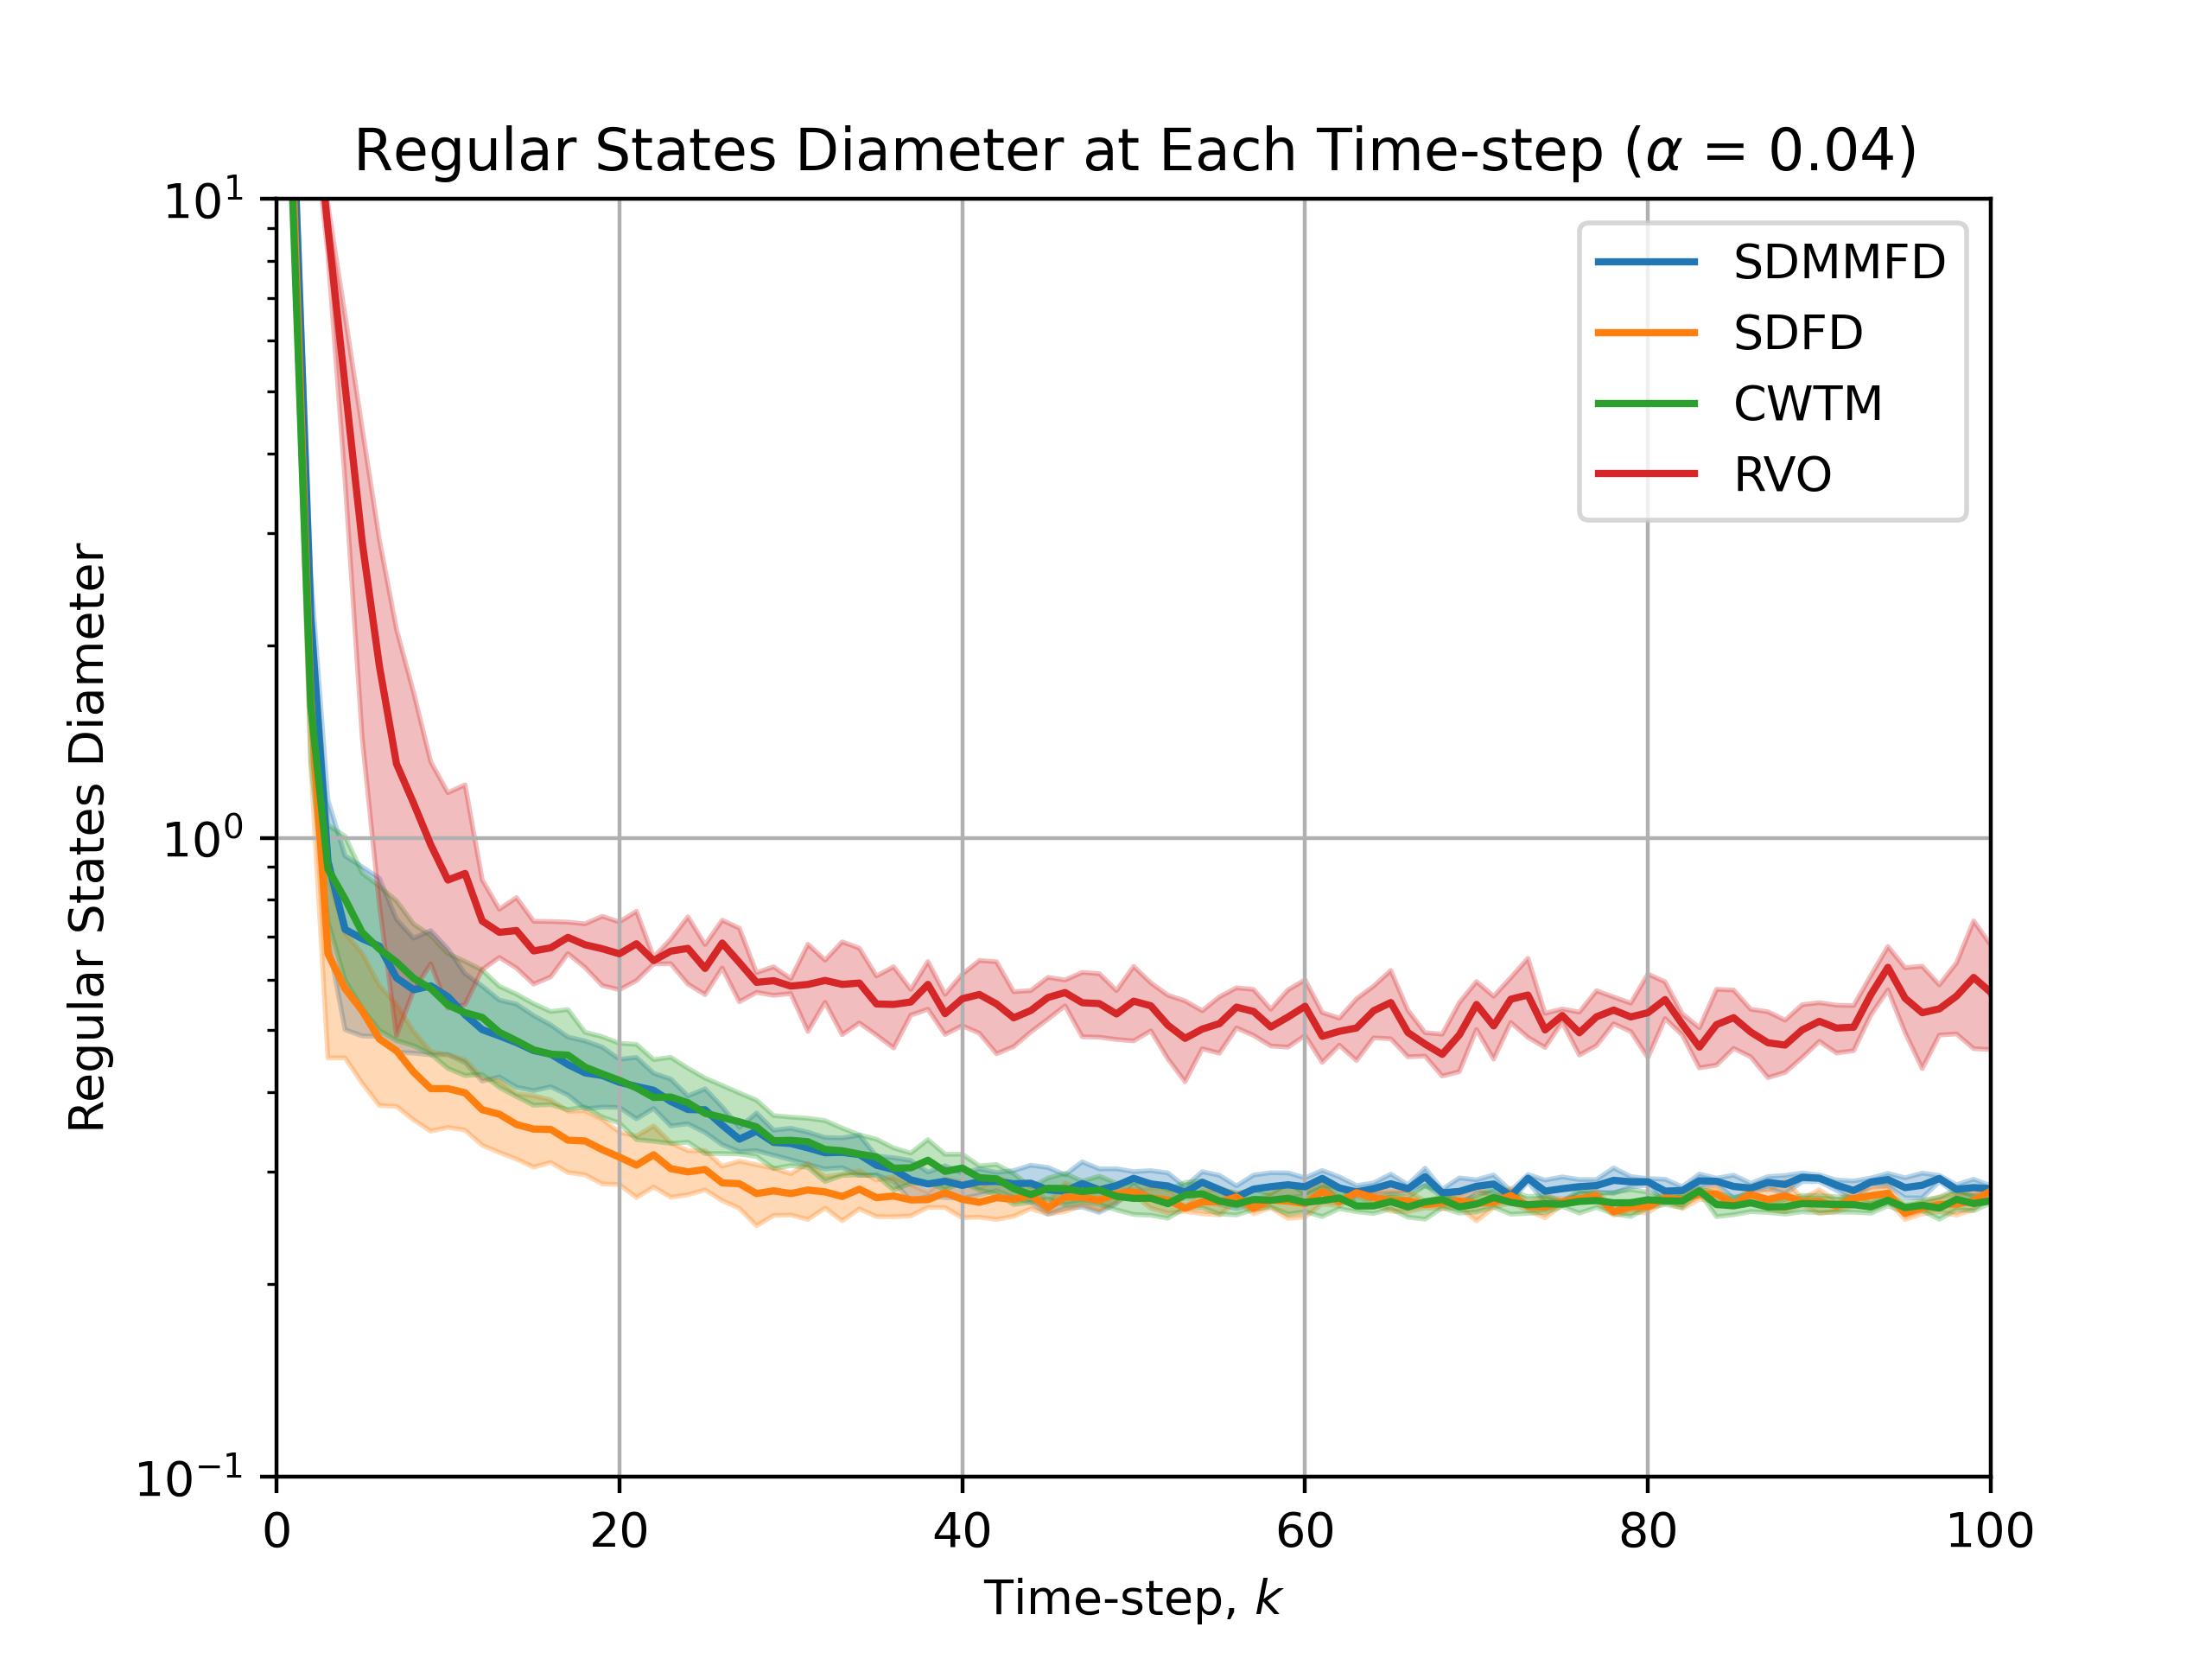 Regular States Diameter at Each Time-step (α = 0.04)
10¹
10⁰
10⁻¹
Regular States Diameter
SDMMFD
SDFD
CWTM
RVO
0 20 40 60 80 100
Time-step, k